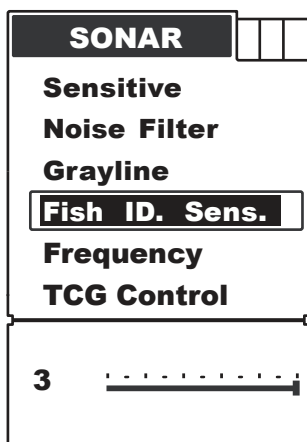 SONAR
Sensitive
Noise Filter
Grayline
Fish ID. Sens.
Frequency
TCG Control
3